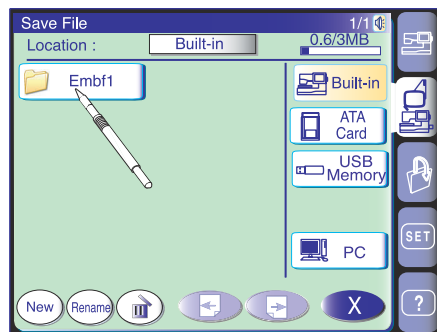 Save File 1/1
Location : Built-in 0.6/3MB
Embf1
Built-in
ATA
Card
USB
Memory
PC
SET
New Rename X ?